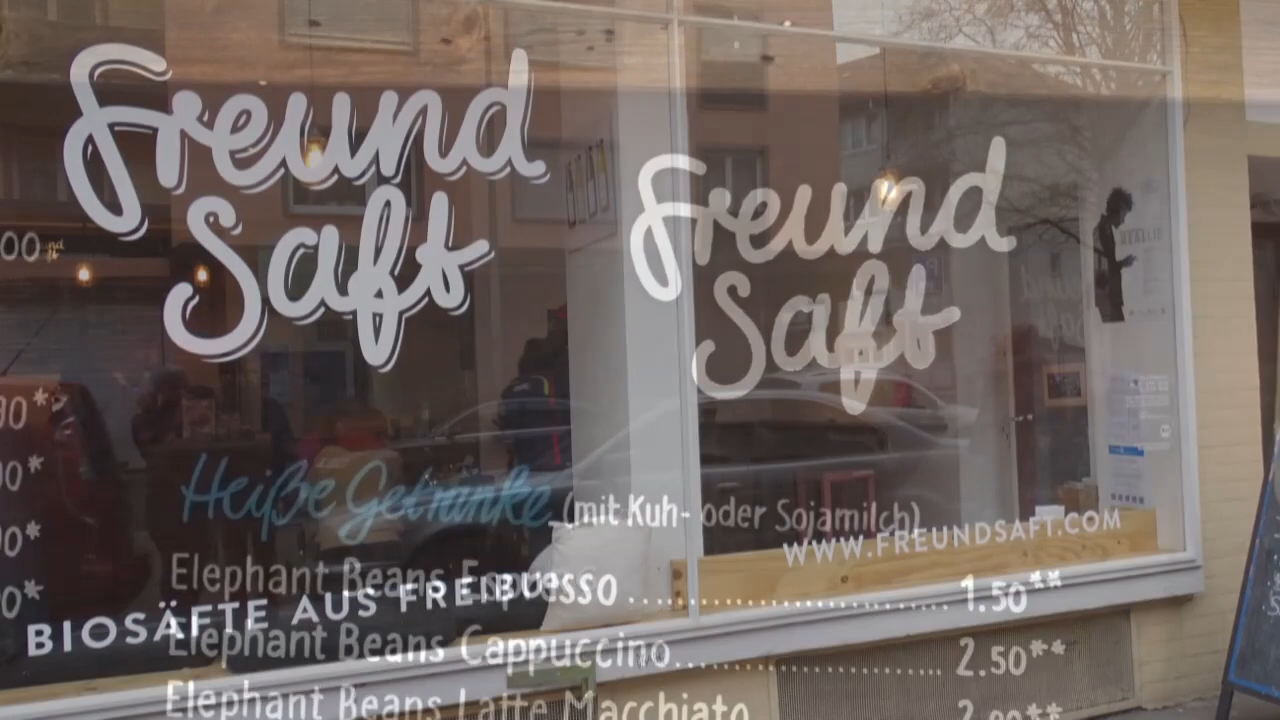 Freund
Saft
Freund
Saft
Heiße Getränke (mit Kuh- oder Sojamilch)
WWW.FREUNDSAFT.COM
Elephant Beans Espresso 1.50**
BIOSÄFTE AUS FREIBU
Elephant Beans Cappuccino 2.50**
Elephant Beans Latte Macchiato